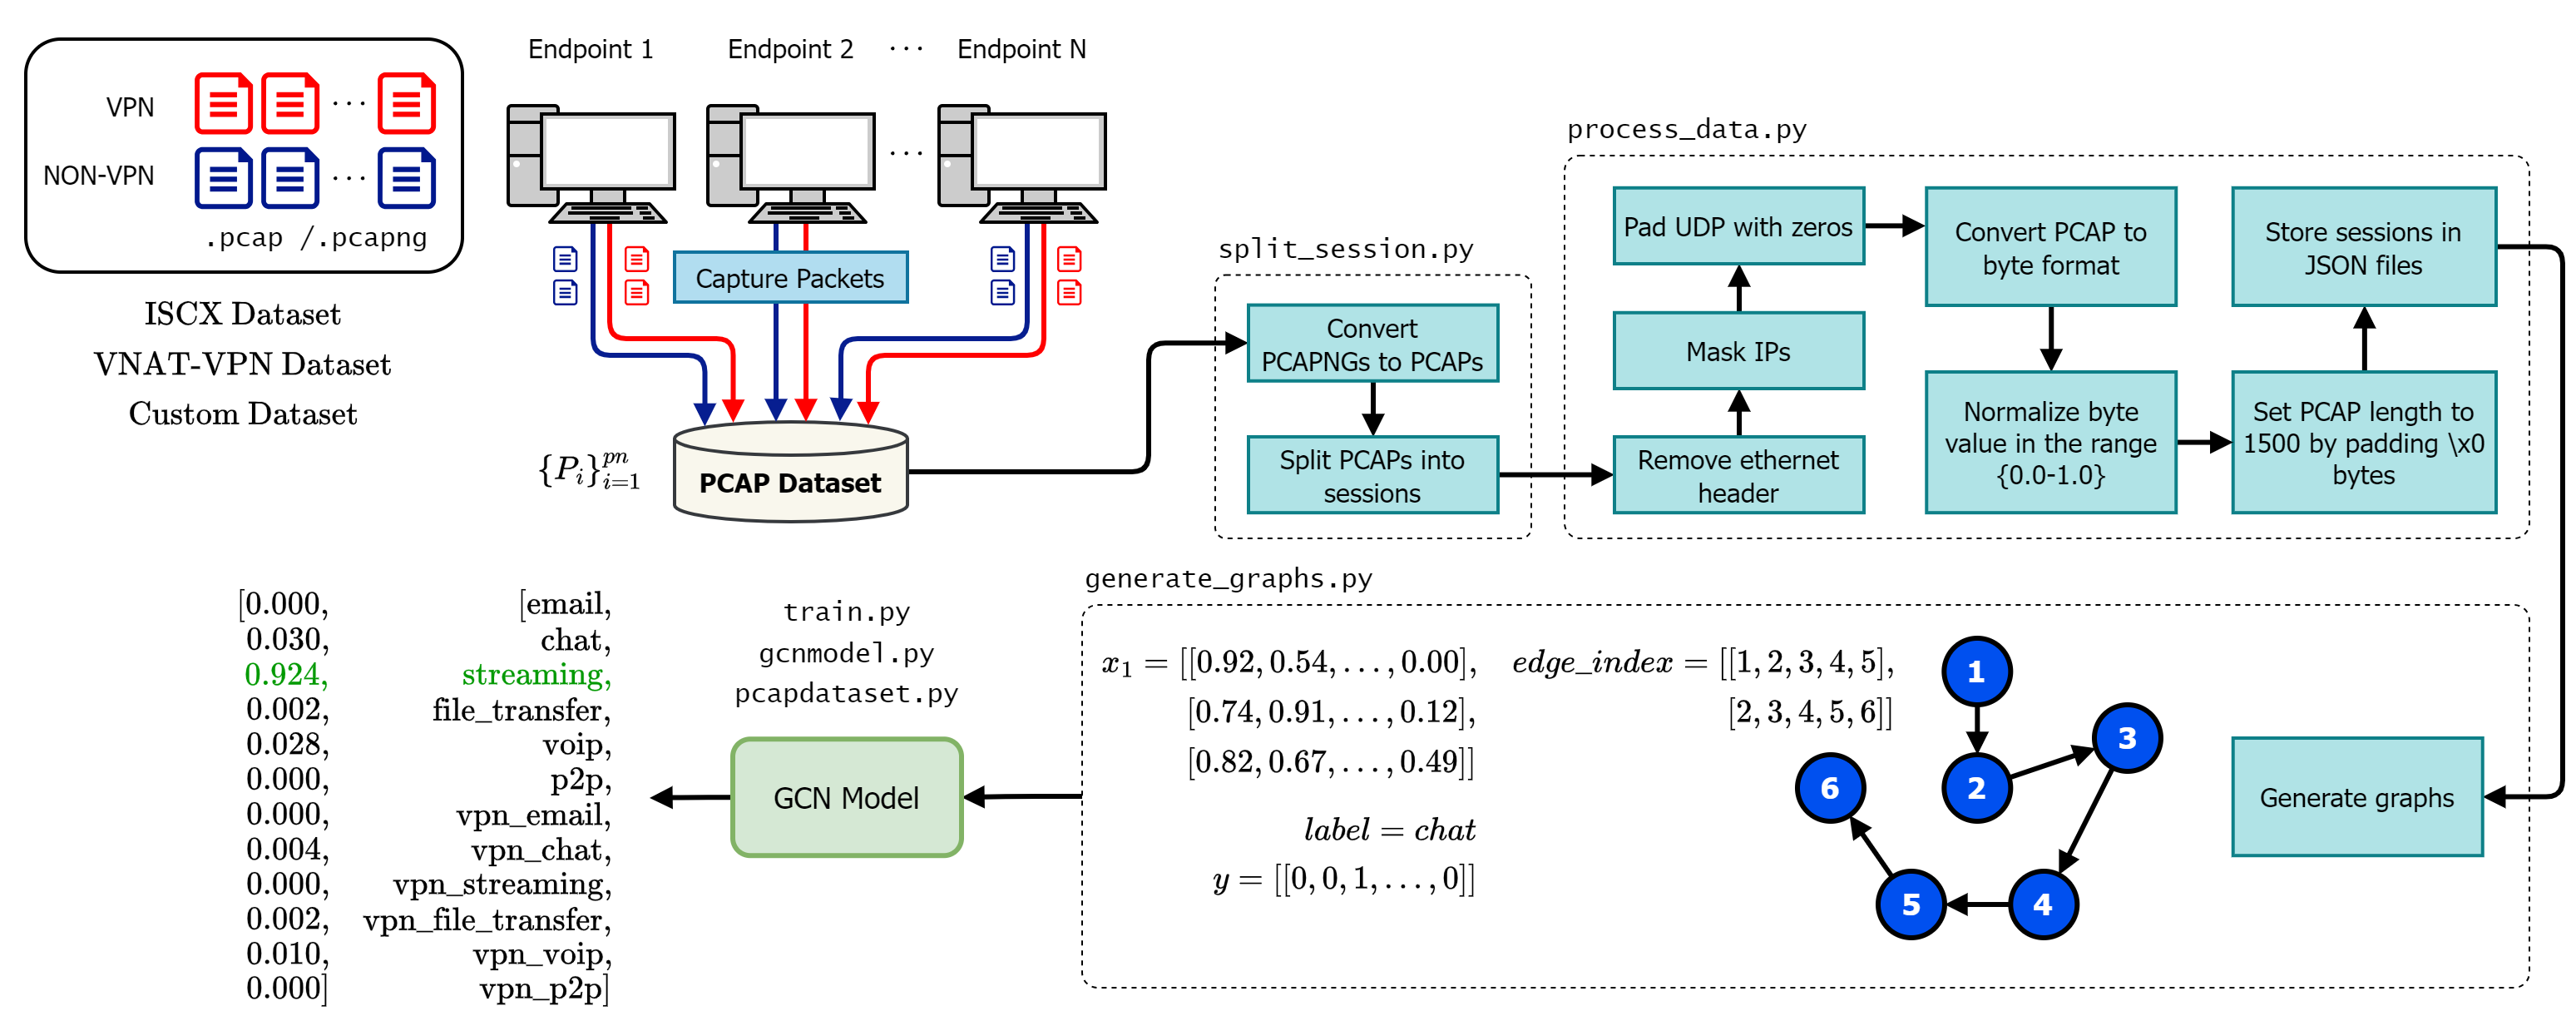 VPN
NON-VPN
.pcap /.pcapng
ISCX Dataset
VNAT-VPN Dataset
Custom Dataset
Endpoint 1
Endpoint 2
...
Endpoint N
Capture Packets
{P_i}_{i=1}^{pn}
PCAP Dataset
split_session.py
Convert
PCAPNGs to PCAPs
Split PCAPs into
sessions
process_data.py
Remove ethernet
header
Mask IPs
Pad UDP with zeros
Convert PCAP to
byte format
Normalize byte
value in the range
{0.0-1.0}
Set PCAP length to
1500 by padding \x0
bytes
Store sessions in
JSON files
generate_graphs.py
Generate graphs
1
2
3
4
5
6
edge_index = [[1, 2, 3, 4, 5],
[2, 3, 4, 5, 6]]
x_1 = [[0.92, 0.54, ..., 0.00],
[0.74, 0.91, ..., 0.12],
[0.82, 0.67, ..., 0.49]]
label = chat
y = [[0, 0, 1, ..., 0]]
train.py
gcnmodel.py
pcapdataset.py
GCN Model
[0.000, [email,
0.030, chat,
0.924, streaming,
0.002, file_transfer,
0.028, voip,
0.000, p2p,
0.000, vpn_email,
0.004, vpn_chat,
0.000, vpn_streaming,
0.002, vpn_file_transfer,
0.010, vpn_voip,
0.000] vpn_p2p]